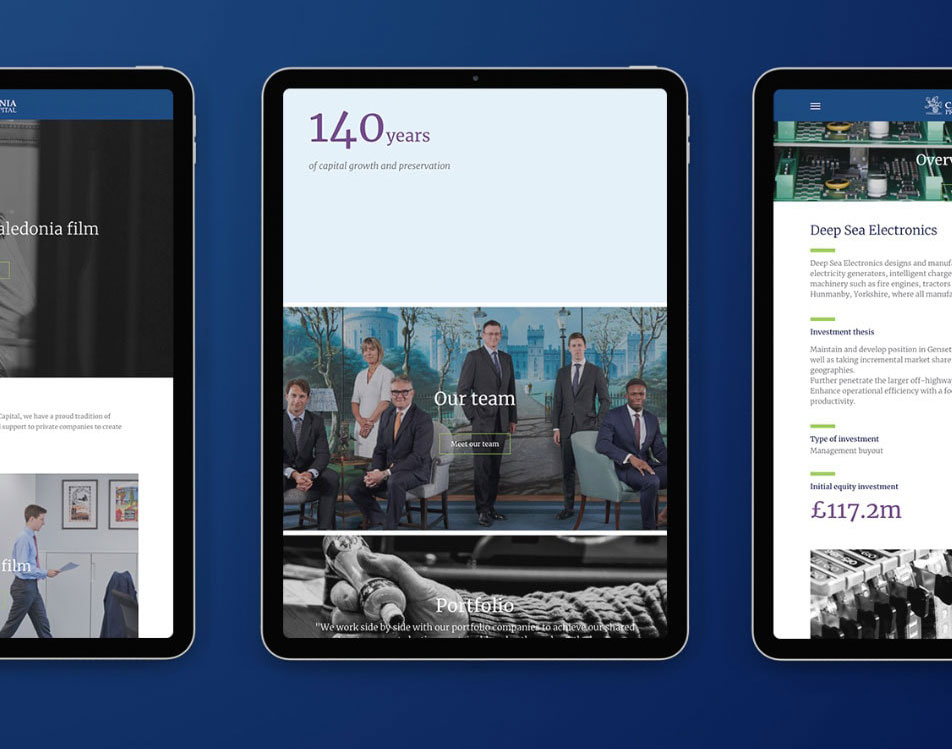 aledonia film
Capital, we have a proud tradition of
support to private companies to create
film
140 years
of capital growth and preservation
Our team
Meet our team
Portfolio
"We work side by side with our portfolio companies to achieve our shared
Deep Sea Electronics
Deep Sea Electronics designs and manufa
electricity generators, intelligent charge
machinery such as fire engines, tractors
Hunmanby, Yorkshire, where all manufa
Investment thesis
Maintain and develop position in Genset
well as taking incremental market share
geographies.
Further penetrate the larger off-highwa
Enhance operational efficiency with a foc
productivity.
Type of investment
Management buyout
Initial equity investment
£117.2m